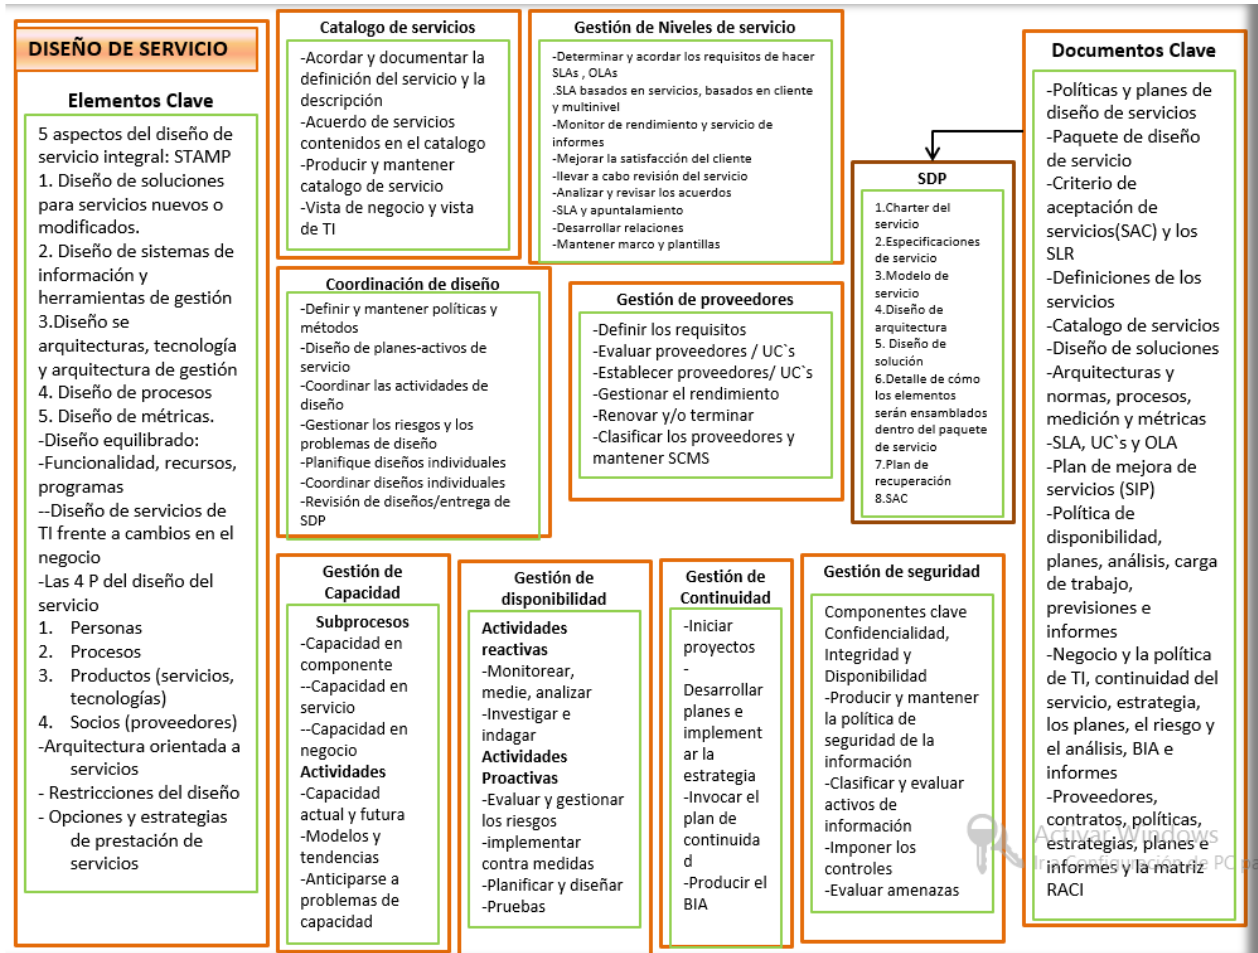 DISEÑO DE SERVICIO
Elementos Clave
5 aspectos del diseño de
servicio integral: STAMP
1. Diseño de soluciones
para servicios nuevos o
modificados.
2. Diseño de sistemas de
información y
herramientas de gestión
3.Diseño se
arquitecturas, tecnología
y arquitectura de gestión
4. Diseño de procesos
5. Diseño de métricas.
-Diseño equilibrado:
-Funcionalidad, recursos,
programas
--Diseño de servicios de
TI frente a cambios en el
negocio
-Las 4 P del diseño del
servicio
1. Personas
2. Procesos
3. Productos (servicios,
tecnologías)
4. Socios (proveedores)
-Arquitectura orientada a
servicios
- Restricciones del diseño
- Opciones y estrategias
de prestación de
servicios
Catalogo de servicios
-Acordar y documentar la
definición del servicio y la
descripción
-Acuerdo de servicios
contenidos en el catalogo
-Producir y mantener
catalogo de servicio
-Vista de negocio y vista
de TI
Gestión de Niveles de servicio
-Determinar y acordar los requisitos de hacer
SLAs , OLAs
.SLA basados en servicios, basados en cliente
y multinivel
-Monitor de rendimiento y servicio de
informes
-Mejorar la satisfacción del cliente
-llevar a cabo revisión del servicio
-Analizar y revisar los acuerdos
-SLA y apuntalamiento
-Desarrollar relaciones
-Mantener marco y plantillas
Coordinación de diseño
-Definir y mantener políticas y
métodos
-Diseño de planes-activos de
servicio
-Coordinar las actividades de
diseño
-Gestionar los riesgos y los
problemas de diseño
-Planifique diseños individuales
-Coordinar diseños individuales
-Revisión de diseños/entrega de
SDP
Gestión de proveedores
-Definir los requisitos
-Evaluar proveedores / UC`s
-Establecer proveedores/ UC`s
-Gestionar el rendimiento
-Renovar y/o terminar
-Clasificar los proveedores y
mantener SCMS
SDP
1.Charter del
servicio
2.Especificaciones
de servicio
3.Modelo de
servicio
4.Diseño de
arquitectura
5. Diseño de
solución
6.Detalle de cómo
los elementos
serán ensamblados
dentro del paquete
de servicio
7.Plan de
recuperación
8.SAC
Gestión de
Capacidad
Subprocesos
-Capacidad en
componente
--Capacidad en
servicio
--Capacidad en
negocio
Actividades
-Capacidad
actual y futura
-Modelos y
tendencias
-Anticiparse a
problemas de
capacidad
Gestión de
disponibilidad
Actividades
reactivas
-Monitorear,
medie, analizar
-Investigar e
indagar
Actividades
Proactivas
-Evaluar y gestionar
los riesgos
-implementar
contra medidas
-Planificar y diseñar
-Pruebas
Gestión de
Continuidad
-Iniciar
proyectos
-
Desarrollar
planes e
implement
ar la
estrategia
-Invocar el
plan de
continuida
d
-Producir el
BIA
Gestión de seguridad
Componentes clave
Confidencialidad,
Integridad y
Disponibilidad
-Producir y mantener
la política de
seguridad de la
información
-Clasificar y evaluar
activos de
información
-Imponer los
controles
-Evaluar amenazas
Documentos Clave
-Políticas y planes de
diseño de servicios
-Paquete de diseño
de servicio
-Criterio de
aceptación de
servicios(SAC) y los
SLR
-Definiciones de los
servicios
-Catalogo de servicios
-Diseño de soluciones
-Arquitecturas y
normas, procesos,
medición y métricas
-SLA, UC`s y OLA
-Plan de mejora de
servicios (SIP)
-Política de
disponibilidad,
planes, análisis, carga
de trabajo,
previsiones e
informes
-Negocio y la política
de TI, continuidad del
servicio, estrategia,
los planes, el riesgo y
el análisis, BIA e
informes
-Proveedores,
contratos, políticas,
estrategias, planes e
informes y la matriz
RACI
Activar Windows
Ir a Configuración de PC pa